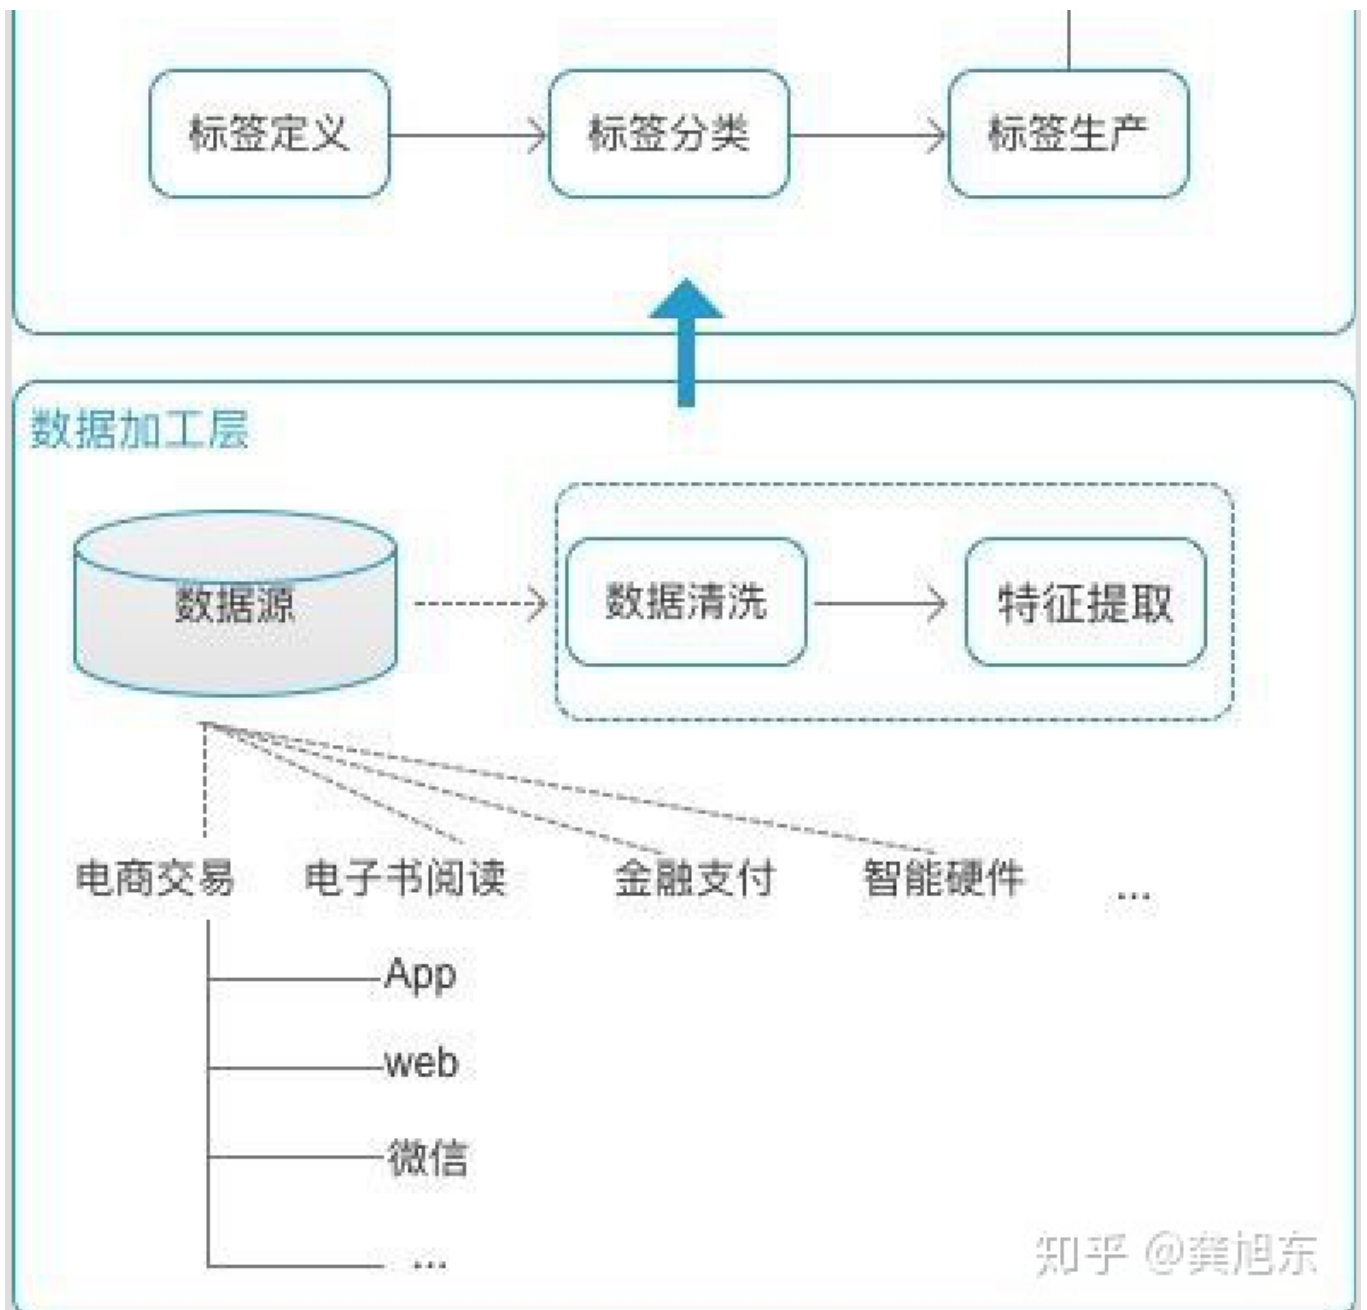 标签定义
标签分类
标签生产
数据加工层
数据源
数据清洗
特征提取
电商交易
电子书阅读
金融支付
智能硬件
...
App
web
微信
...
知乎 @龚旭东